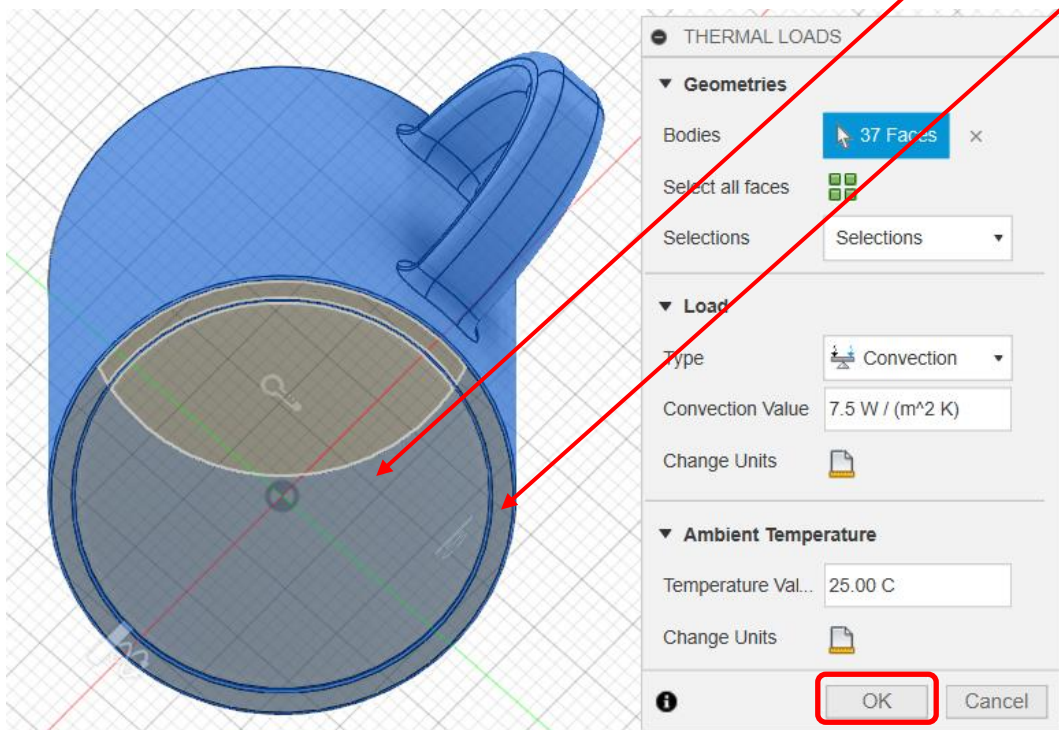 THERMAL LOADS
Geometries
Bodies 37 Faces ×
Select all faces
Selections Selections
Load
Type Convection
Convection Value 7.5 W / (m^2 K)
Change Units
Ambient Temperature
Temperature Val... 25.00 C
Change Units
OK Cancel